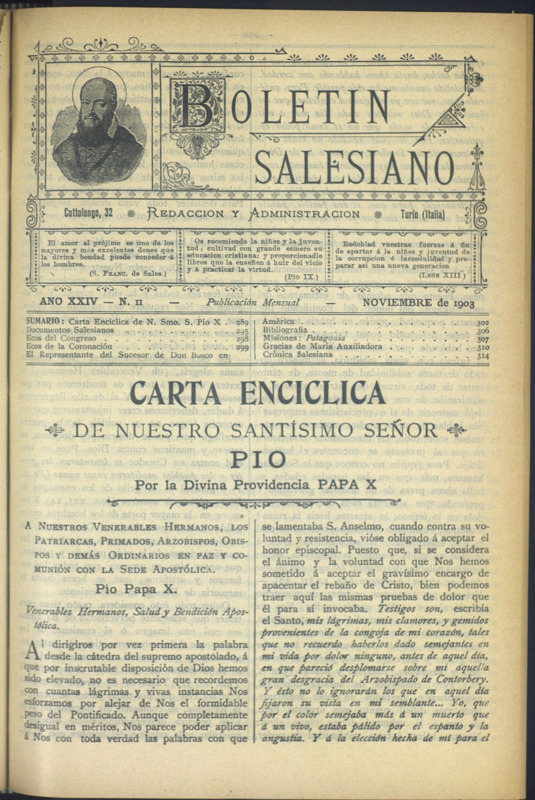 BOLETIN
SALESIANO
Cottolengo, 32 REDACCION Y ADMINISTRACION Turin (Italia)
El amor al prójimo es uno de los
mayores y más excelentes dones que
la divina bondad puede conceder á
los hombres.
(S. FRANC. de Sales)
Os recomiendo la niñez y la juven-
tud; cultivad con grande esmero su
educacion cristiana; y proporcionadle
libros que la enseñen á huir del vicio
y á practicar la virtud.
(PIO IX.)
Redoblad vuestras fuerzas á fin
de apartar á la niñez y juventud de
la corrupcion é incredulidad y pre-
parar asi una nueva generacion
(LEÓN XIII)
AÑO XXIV — N. 11 — Publicación Mensual — NOVIEMBRE de 1903
SUMARIO: Carta Enciclica de N. Smo. S. Pio X . 289
Documentos Salesianos . . . 295
Ecos del Congreso . . . 298
Ecos de la Coronación . . . 299
El Representante del Sucesor de Don Bosco en
América . . . 302
Bibliografia . . . 306
Misiones: Patagonia . . . 307
Gracias de María Auxiliadora . . . 310
Crónica Salesiana . . . 314
CARTA ENCICLICA
DE NUESTRO SANTÍSIMO SEÑOR
PIO
Por la Divina Providencia PAPA X
A NUESTROS VENERABLES HERMANOS, LOS
PATRIARCAS, PRIMADOS, ARZOBISPOS, OBIS-
POS Y DEMÁS ORDINARIOS EN PAZ Y CO-
MUNIÓN CON LA SEDE APOSTÓLICA.
Pío Papa X.
Venerables Hermanos, Salud y Bendición Apos-
tólica.
Al dirigiros por vez primera la palabra
desde la cátedra del supremo apostolado, á
que por inscrutable disposición de Dios hemos
sido elevado, no es necesario que recordemos
con cuantas lágrimas y vivas instancias Nos
esforzamos por alejar de Nos el formidable
peso del Pontificado. Aunque completamente
desigual en méritos, Nos parece poder aplicar
á Nos con toda verdad las palabras con que
se lamentaba S. Anselmo, cuando contra su vo-
luntad y resistencia, vióse obligado á aceptar el
honor episcopal. Puesto que, si se considera
el ánimo y la voluntad con que Nos hemos
sometido á aceptar el gravísimo encargo de
apacentar el rebaño de Cristo, bien podemos
traer aquí las mismas pruebas de dolor que
él para sí invocaba. Testigos son, escribía
el Santo, mis lágrimas, mis clamores, y gemidos
provenientes de la congoja de mi corazón, tales
que no recuerdo haberlos dado semejantes en
mi vida por dolor ninguno, antes de aquel día,
en que pareció desplomarse sobre mi aquella
gran desgracia del Arzobispado de Contorbery.
Y ésto no lo ignorarán los que en aquel día
fijaron su vista en mi semblante... Yo, que
por el color semejaba más á un muerto que
á un vivo, estaba pálido por el espanto y la
angustia. Y á la elección hecha de mí para el